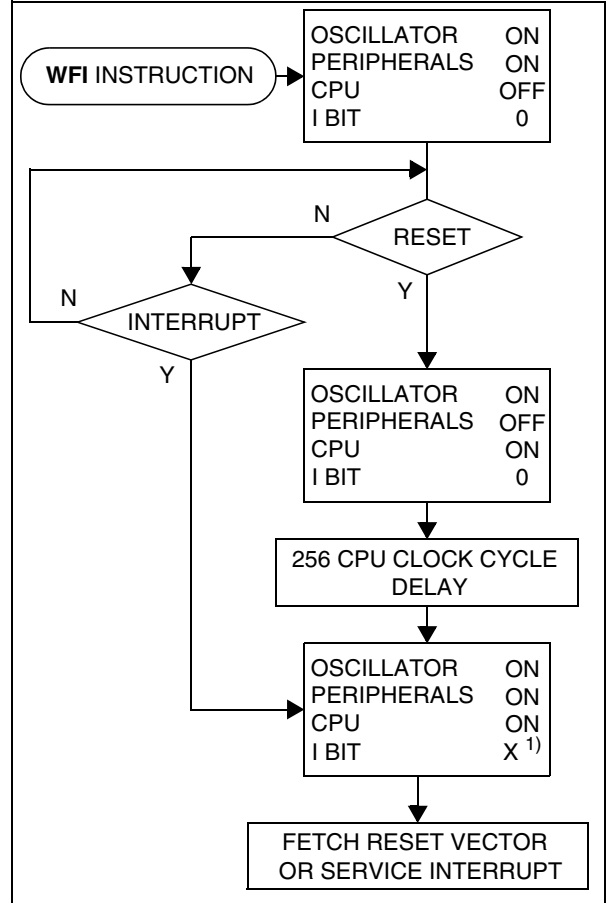 WFI INSTRUCTION
OSCILLATOR ON
PERIPHERALS ON
CPU OFF
I BIT 0
RESET
N
Y
INTERRUPT
N
Y
OSCILLATOR ON
PERIPHERALS OFF
CPU ON
I BIT 0
256 CPU CLOCK CYCLE
DELAY
OSCILLATOR ON
PERIPHERALS ON
CPU ON
I BIT X 1)
FETCH RESET VECTOR
OR SERVICE INTERRUPT